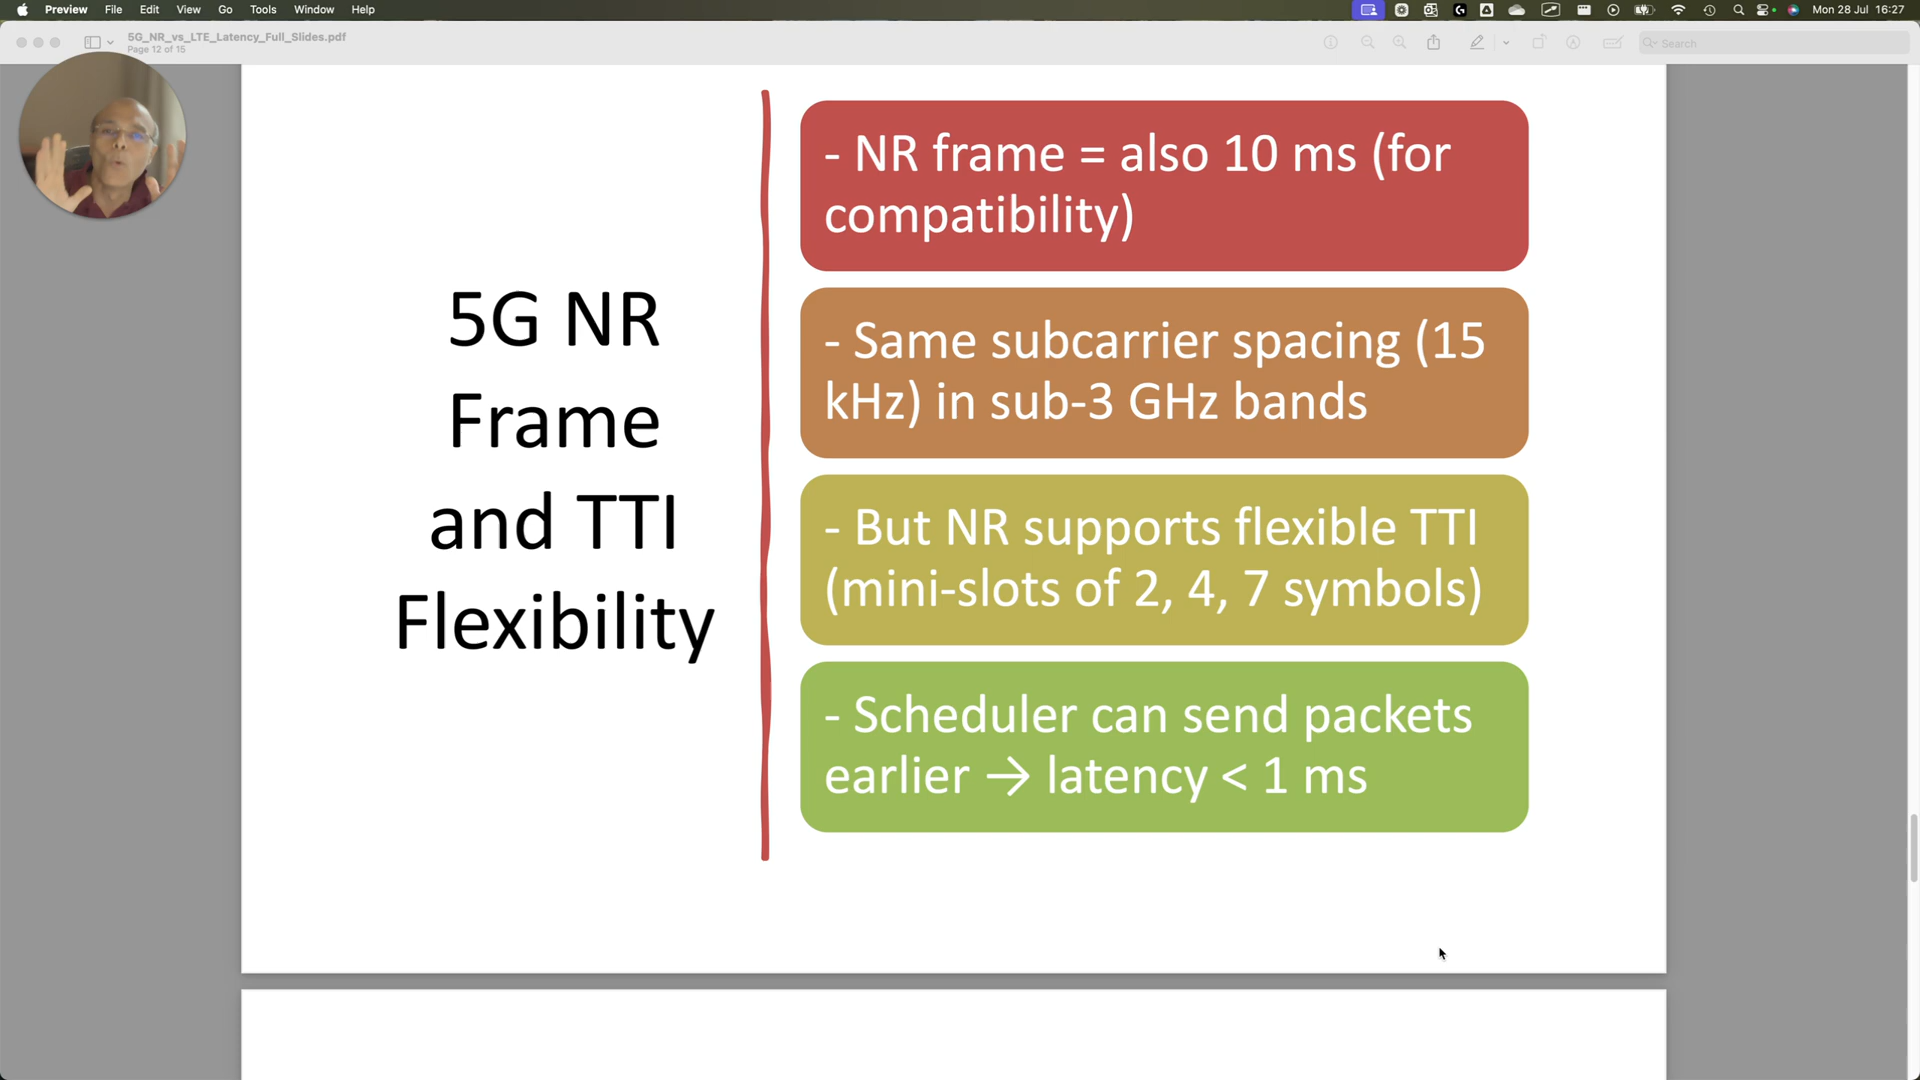 Preview File Edit View Go Tools Window Help
Mon 28 Jul 16:27
5G_NR_vs_LTE_Latency_Full_Slides.pdf
Page 12 of 15
Search
5G NR
Frame
and TTI
Flexibility
- NR frame = also 10 ms (for
compatibility)
- Same subcarrier spacing (15
kHz) in sub-3 GHz bands
- But NR supports flexible TTI
(mini-slots of 2, 4, 7 symbols)
- Scheduler can send packets
earlier → latency < 1 ms